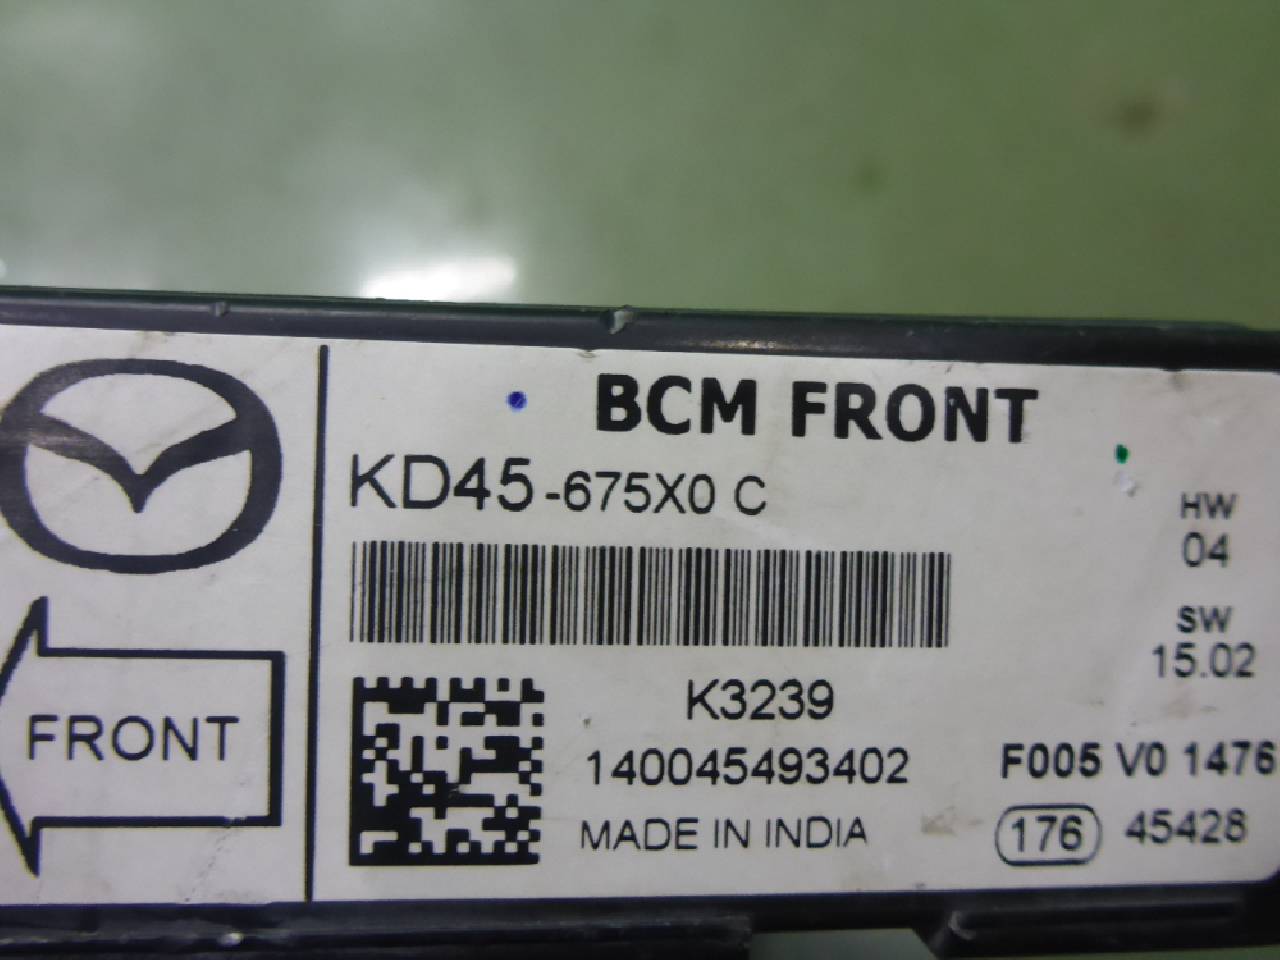 BCM FRONT
KD45-675X0 C
HW
04
SW
15.02
FRONT
K3239
140045493402
MADE IN INDIA
F005 V0 1476
176 45428